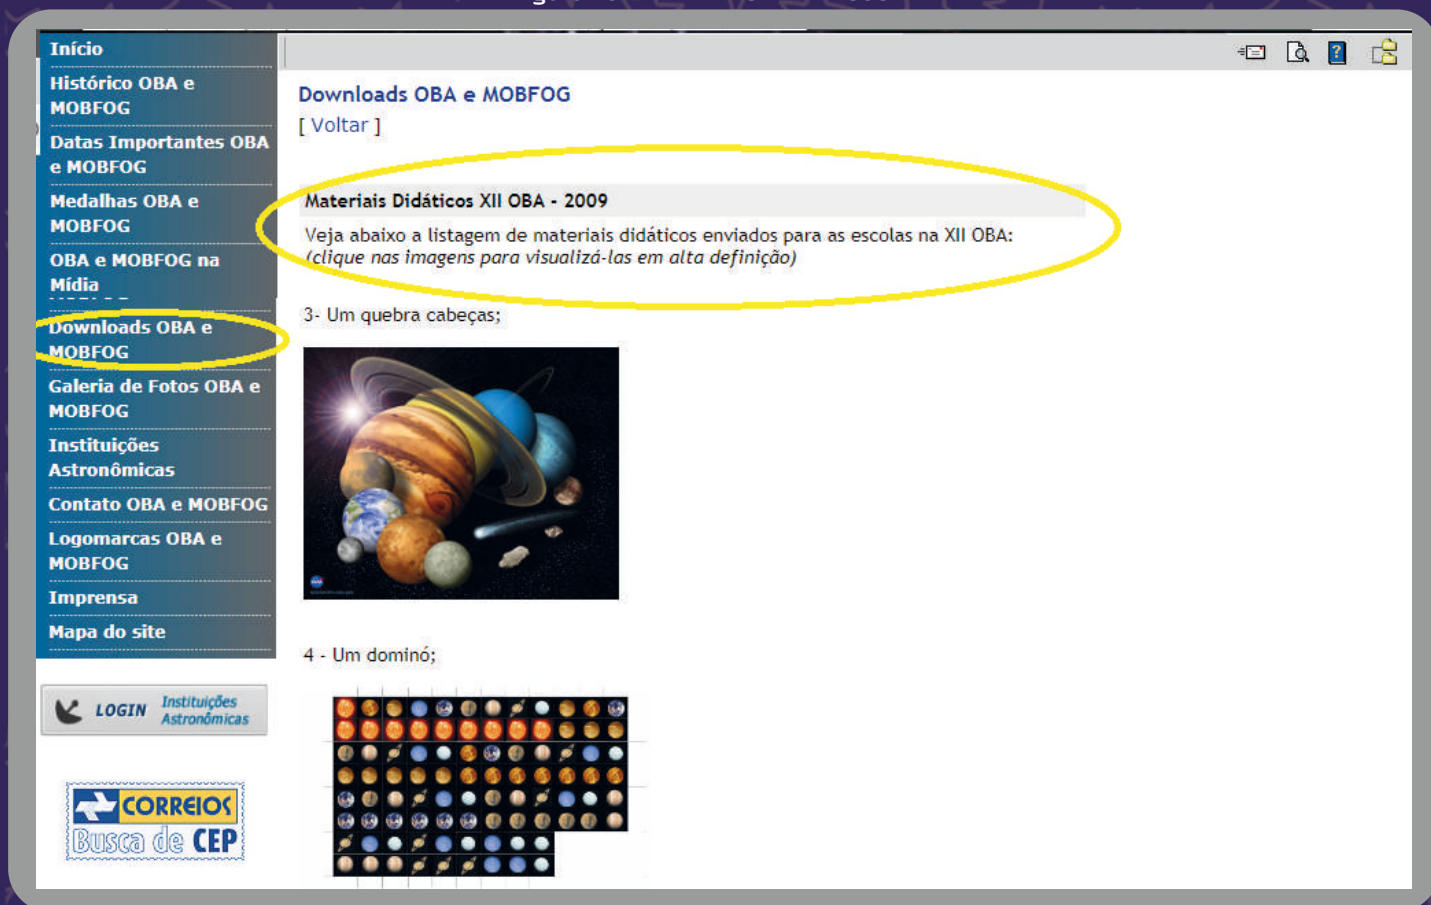 Início
Histórico OBA e
MOBFOG
Datas Importantes OBA
e MOBFOG
Medalhas OBA e
MOBFOG
OBA e MOBFOG na
Mídia
Downloads OBA e
MOBFOG
Galeria de Fotos OBA e
MOBFOG
Instituições
Astronômicas
Contato OBA e MOBFOG
Logomarcas OBA e
MOBFOG
Imprensa
Mapa do site
LOGIN Instituições
Astronômicas
CORREIOS
Busca de CEP
Downloads OBA e MOBFOG
[ Voltar ]
Materiais Didáticos XII OBA - 2009
Veja abaixo a listagem de materiais didáticos enviados para as escolas na XII OBA:
(clique nas imagens para visualizá-las em alta definição)
3- Um quebra cabeças;
4 - Um dominó;